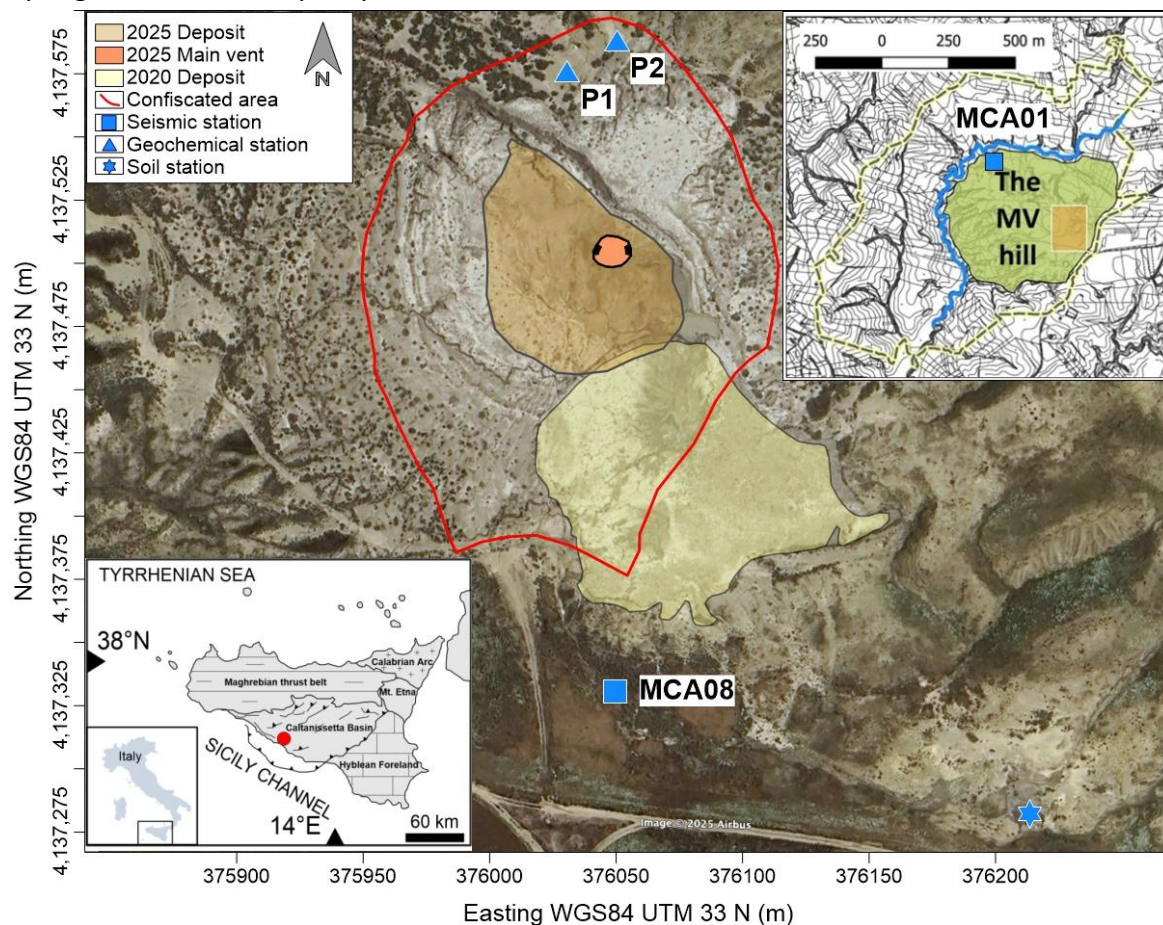 2025 Deposit
2025 Main vent
2020 Deposit
Confiscated area
Seismic station
Geochemical station
Soil station
N
P2
P1
250 0 250 500 m
MCA01
The
MV
hill
MCA08
TYRRHENIAN SEA
38°N
Calabrian Arc
Maghrebian thrust belt
Mt. Etna
Caltanissetta Basin
Hyblean Foreland
SICILY CHANNEL
Italy
14°E
60 km
Image © 2025 Airbus
4,137,575
4,137,525
4,137,475
4,137,425
4,137,375
4,137,325
4,137,275
Northing WGS84 UTM 33 N (m)
375900 375950 376000 376050 376100 376150 376200
Easting WGS84 UTM 33 N (m)